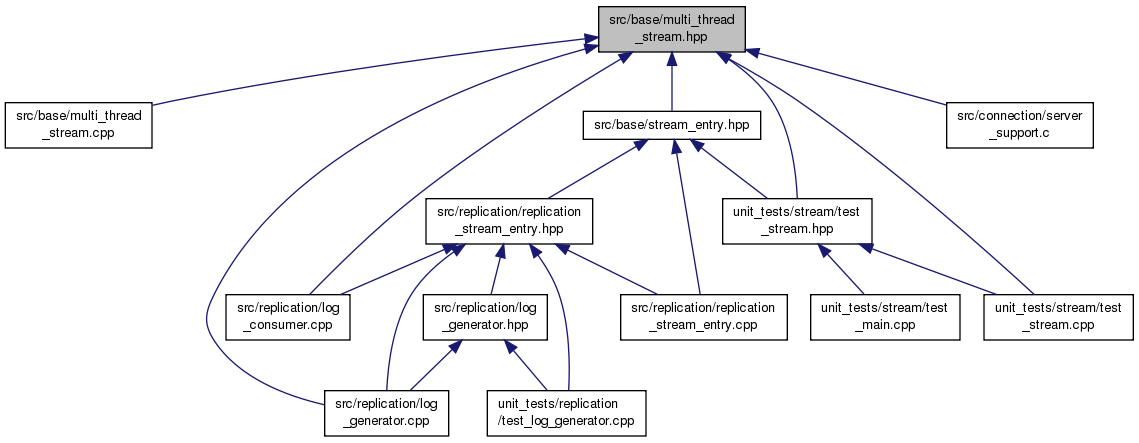 src/base/multi_thread
_stream.hpp
src/base/multi_thread
_stream.cpp
src/base/stream_entry.hpp
src/connection/server
_support.c
src/replication/replication
_stream_entry.hpp
unit_tests/stream/test
_stream.hpp
src/replication/log
_consumer.cpp
src/replication/log
_generator.hpp
src/replication/replication
_stream_entry.cpp
unit_tests/stream/test
_main.cpp
unit_tests/stream/test
_stream.cpp
src/replication/log
_generator.cpp
unit_tests/replication
/test_log_generator.cpp